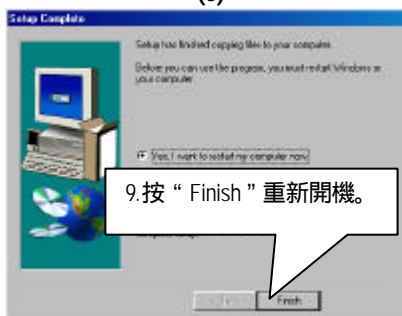 Setup Complete
Setup has finished copying files to your computer.
Before you can use the program, you must restart Windows or
your computer.
Yes, I want to restart my computer now.
9.按“Finish”重新開機。
Finish